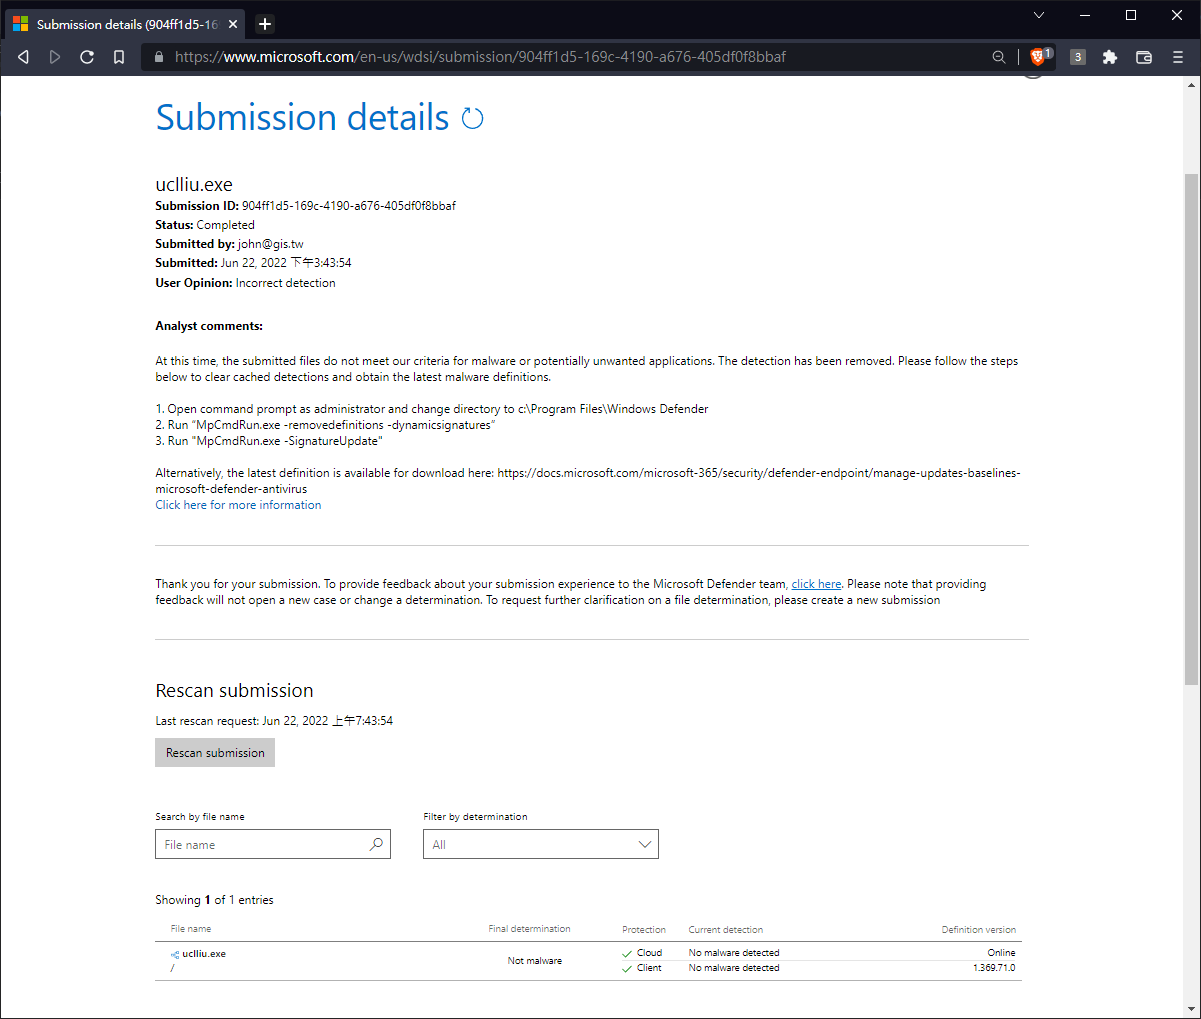 Submission details (904ff1d5-16
https://www.microsoft.com/en-us/wdsi/submission/904ff1d5-169c-4190-a676-405df0f8bbaf
1
3
Submission details
uclliu.exe
Submission ID: 904ff1d5-169c-4190-a676-405df0f8bbaf
Status: Completed
Submitted by: john@gis.tw
Submitted: Jun 22, 2022 下午3:43:54
User Opinion: Incorrect detection
Analyst comments:
At this time, the submitted files do not meet our criteria for malware or potentially unwanted applications. The detection has been removed. Please follow the steps
below to clear cached detections and obtain the latest malware definitions.
1. Open command prompt as administrator and change directory to c:\Program Files\Windows Defender
2. Run “MpCmdRun.exe -removedefinitions -dynamicsignatures”
3. Run "MpCmdRun.exe -SignatureUpdate"
Alternatively, the latest definition is available for download here: https://docs.microsoft.com/microsoft-365/security/defender-endpoint/manage-updates-baselines-
microsoft-defender-antivirus
Click here for more information
Thank you for your submission. To provide feedback about your submission experience to the Microsoft Defender team, click here. Please note that providing
feedback will not open a new case or change a determination. To request further clarification on a file determination, please create a new submission
Rescan submission
Last rescan request: Jun 22, 2022 上午7:43:54
Rescan submission
Search by file name
Filter by determination
File name
All
Showing 1 of 1 entries
File name Final determination Protection Current detection Definition version
uclliu.exe
/
Not malware
Cloud No malware detected Online
Client No malware detected 1.369.71.0